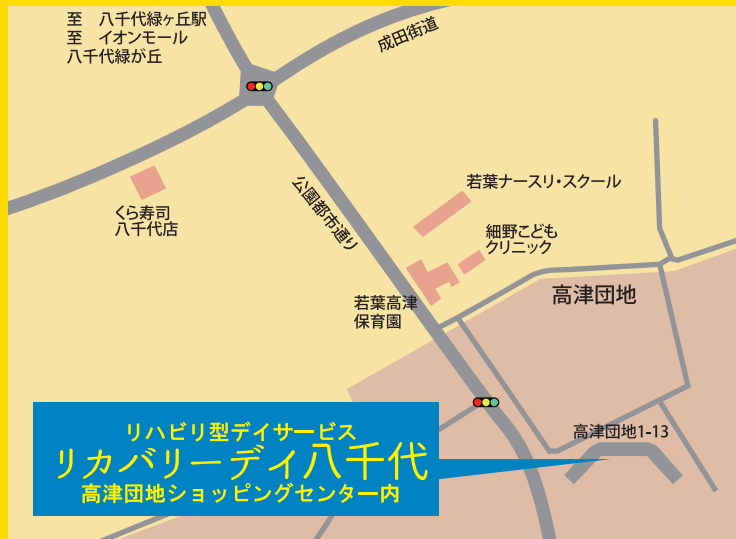 至　八千代緑ヶ丘駅
至　イオンモール
八千代緑が丘
成田街道
くら寿司
八千代店
公園都市通り
若葉ナースリ・スクール
細野こども
クリニック
若葉高津
保育園
高津団地
高津団地1-13
リハビリ型デイサービス
リカバリーデイ八千代
高津団地ショッピングセンター内